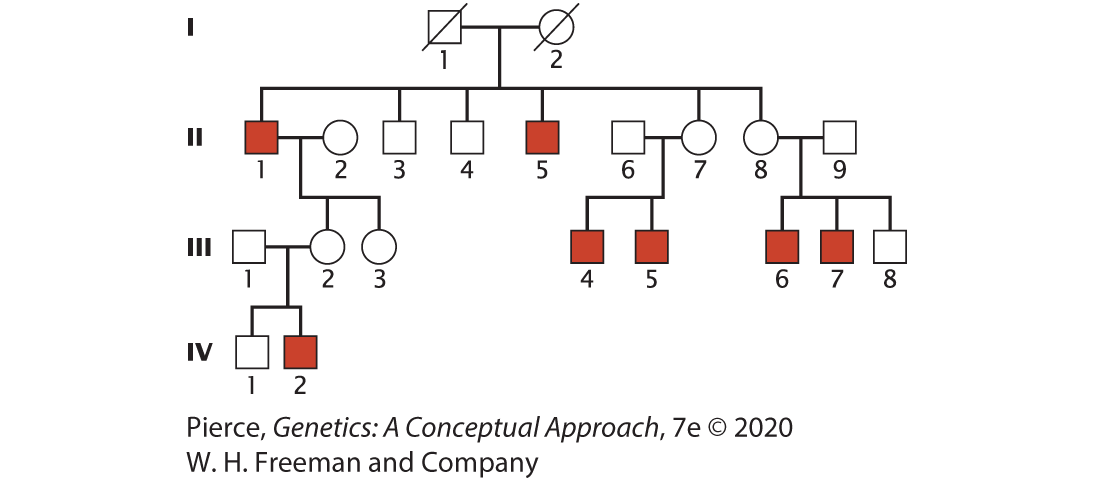 I
1 2
II
1 2 3 4 5 6 7 8 9
III
1 2 3 4 5 6 7 8
IV
1 2
Pierce, Genetics: A Conceptual Approach, 7e © 2020
W. H. Freeman and Company